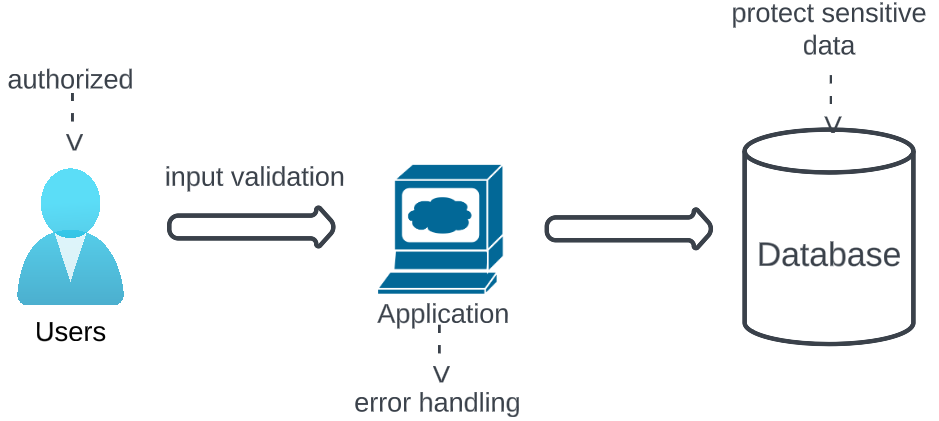 protect sensitive
data
authorized
input validation
Database
Application
Users
error handling